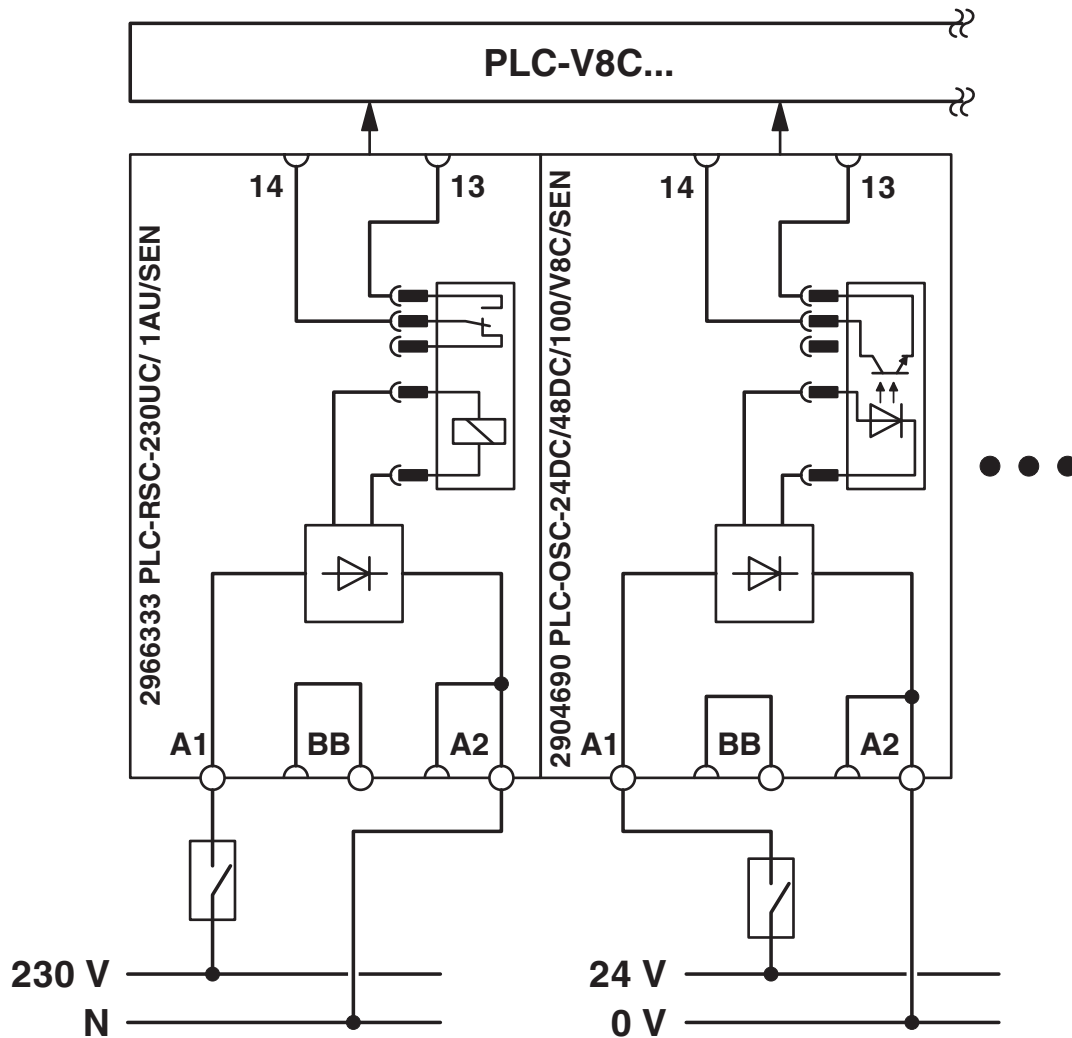 PLC-V8C...
14
13
14
13
2966333 PLC-RSC-230UC/ 1AU/SEN
2904690 PLC-OSC-24DC/48DC/100/V8C/SEN
A1
BB
A2
A1
BB
A2
230 V
N
24 V
0 V